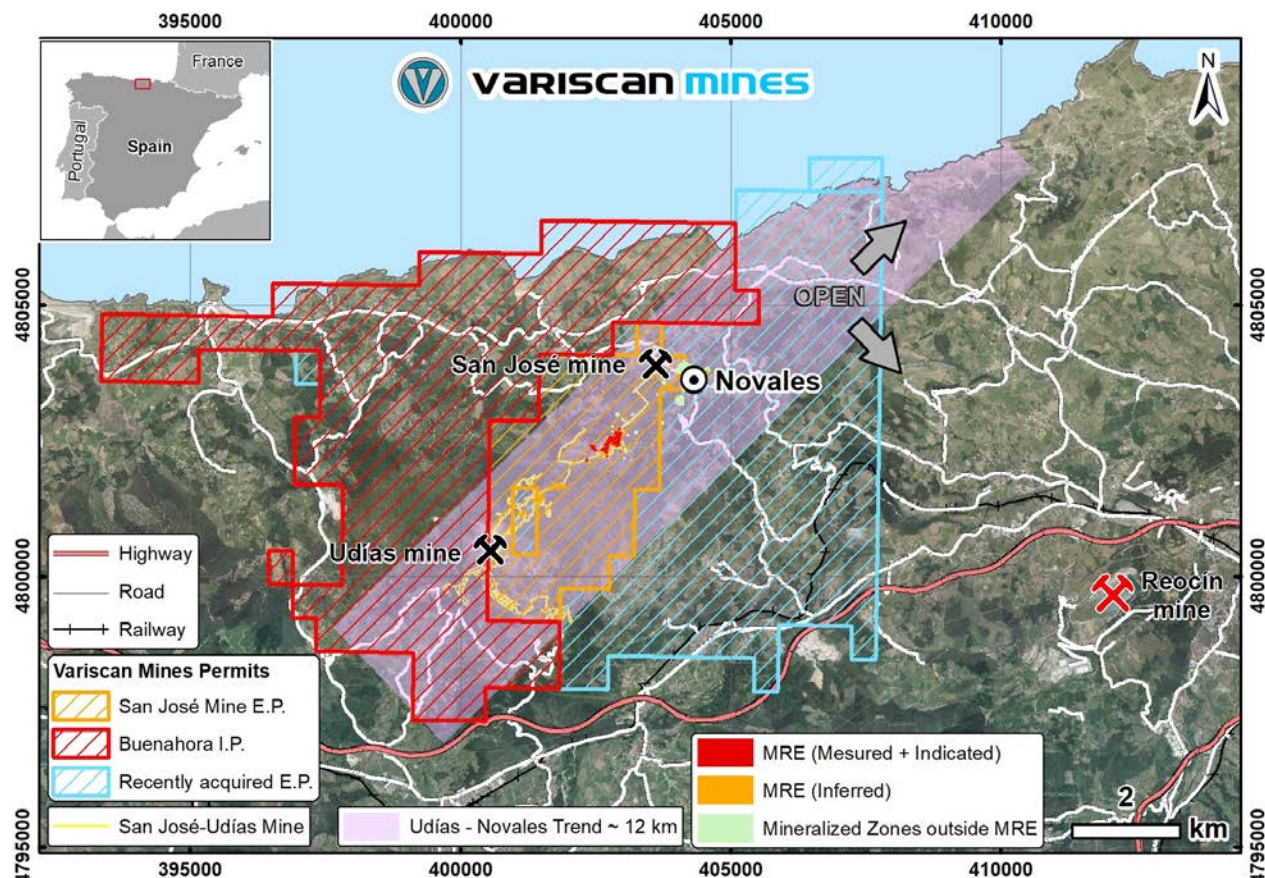 395000 400000 405000 410000
France
Portugal
Spain
VARISCAN MINES
N
4805000
4805000
OPEN
San José mine
Novales
Udías mine
4800000
4800000
Reocín
mine
Highway
Road
Railway
Variscan Mines Permits
San José Mine E.P.
Buenahora I.P.
Recently acquired E.P.
San José-Udías Mine
Udías - Novales Trend ~ 12 km
MRE (Mesured + Indicated)
MRE (Inferred)
Mineralized Zones outside MRE
2
km
4795000
4795000
395000 400000 405000 410000